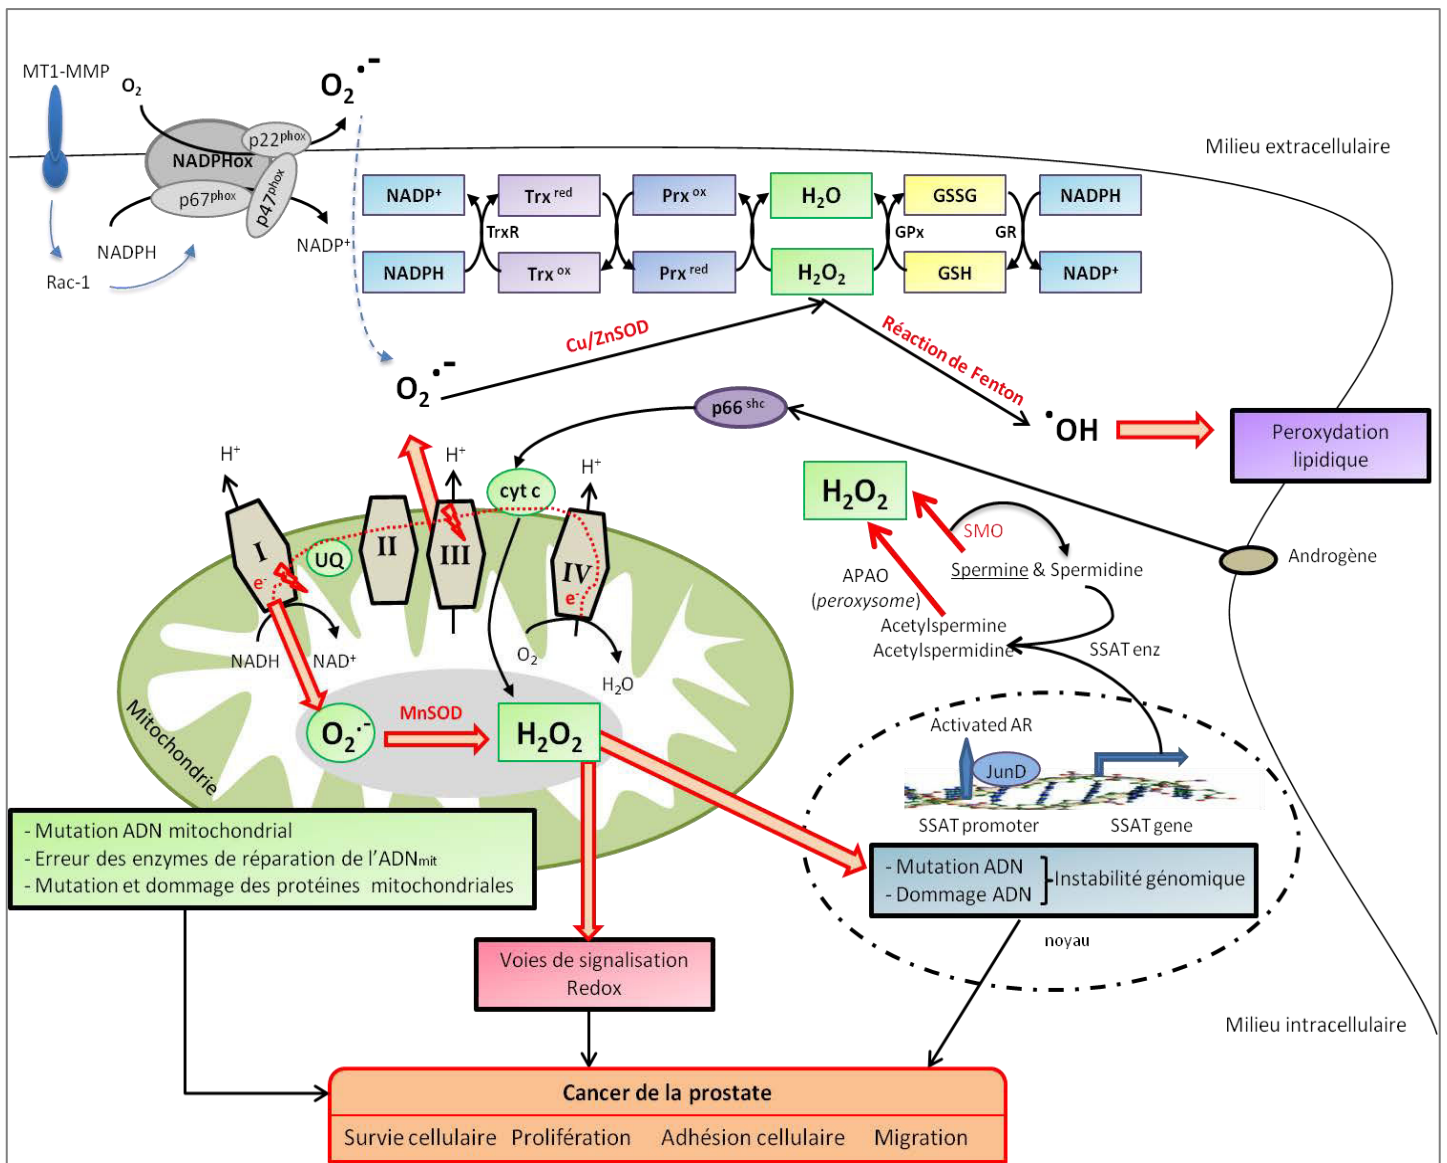 MT1-MMP
O2
O2•-
p22phox
NADPHox
p67phox
p47phox
NADPH
NADP+
Rac-1
Milieu extracellulaire
NADP+
Trx red
Prx ox
H2O
GSSG
NADPH
TrxR
GPx
GR
NADPH
Trx ox
Prx red
H2O2
GSH
NADP+
Cu/ZnSOD
Réaction de Fenton
O2•-
p66 shc
•OH
Peroxydation
lipidique
H+
H+
cyt c
H+
H2O2
SMO
I
UQ
II
III
IV
e-
e-
Spermine & Spermidine
Androgène
APAO
(peroxysome)
Acetylspermine
Acetylspermidine
SSAT enz
NADH
NAD+
O2
H2O
Mitochondrie
O2•-
MnSOD
H2O2
Activated AR
JunD
SSAT promoter
SSAT gene
- Mutation ADN mitochondrial
- Erreur des enzymes de réparation de l’ADNmit
- Mutation et dommage des protéines mitochondriales
- Mutation ADN
- Dommage ADN
Instabilité génomique
noyau
Voies de signalisation
Redox
Milieu intracellulaire
Cancer de la prostate
Survie cellulaire Prolifération Adhésion cellulaire Migration